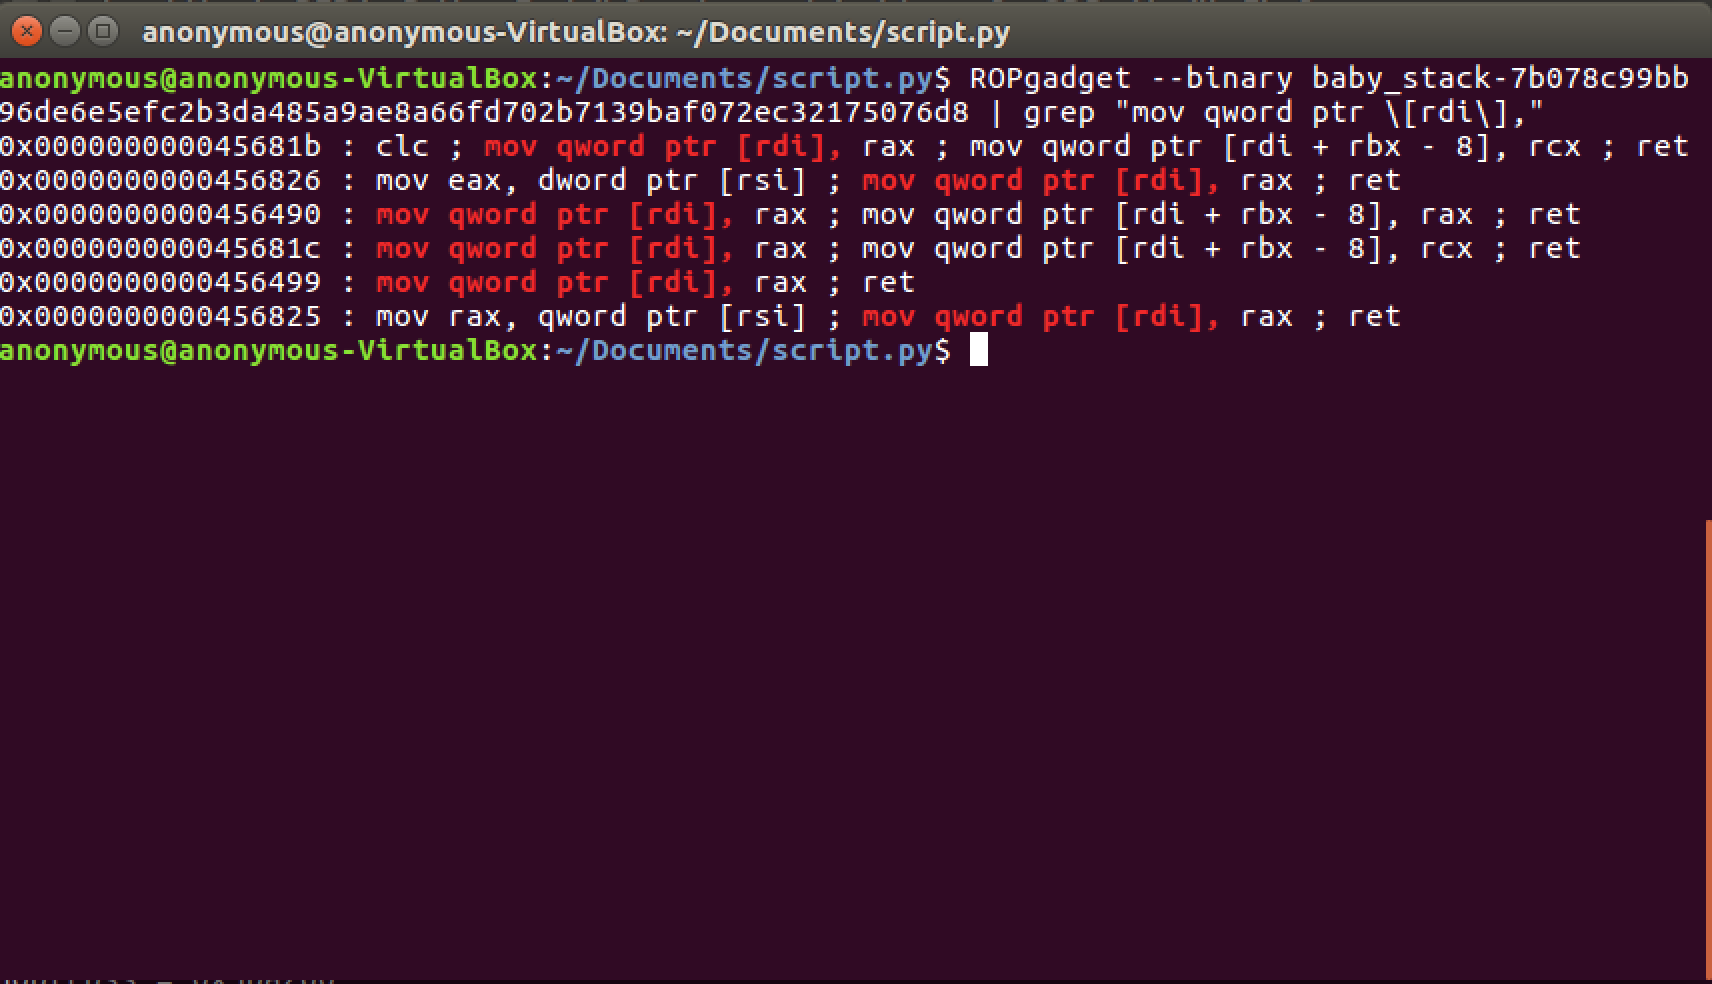 anonymous@anonymous-VirtualBox: ~/Documents/script.py
anonymous@anonymous-VirtualBox:~/Documents/script.py$ ROPgadget --binary baby_stack-7b078c99bb
96de6e5efc2b3da485a9ae8a66fd702b7139baf072ec32175076d8 | grep "mov qword ptr \[rdi\],"
0x000000000045681b : clc ; mov qword ptr [rdi], rax ; mov qword ptr [rdi + rbx - 8], rcx ; ret
0x0000000000456826 : mov eax, dword ptr [rsi] ; mov qword ptr [rdi], rax ; ret
0x0000000000456490 : mov qword ptr [rdi], rax ; mov qword ptr [rdi + rbx - 8], rax ; ret
0x000000000045681c : mov qword ptr [rdi], rax ; mov qword ptr [rdi + rbx - 8], rcx ; ret
0x0000000000456499 : mov qword ptr [rdi], rax ; ret
0x0000000000456825 : mov rax, qword ptr [rsi] ; mov qword ptr [rdi], rax ; ret
anonymous@anonymous-VirtualBox:~/Documents/script.py$